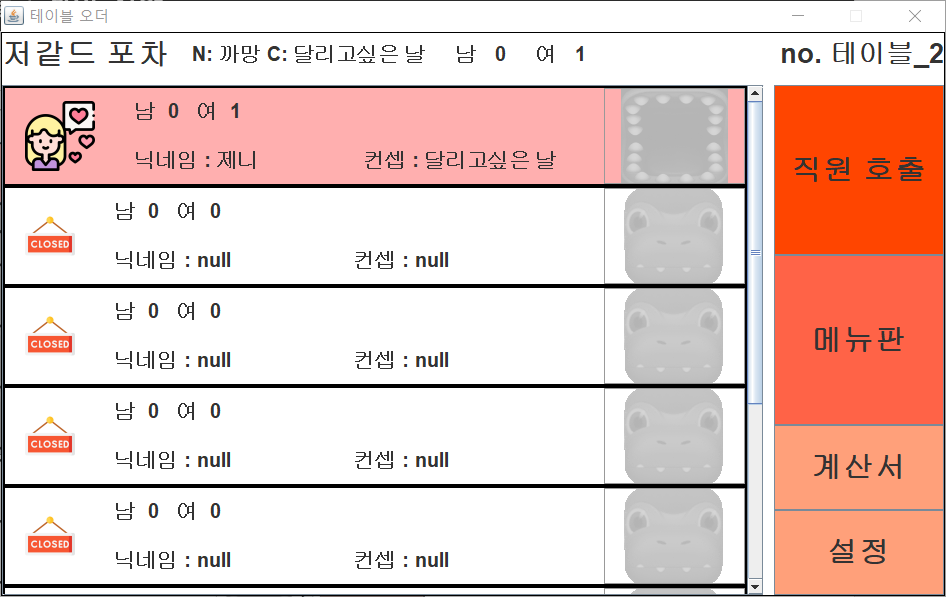 테이블 오더
저같드 포차 N: 까망 C: 달리고싶은 날 남 0 여 1 no. 테이블_2
남 0 여 1
닉네임 : 제니 컨셉 : 달리고싶은 날
CLOSED
남 0 여 0
닉네임 : null 컨셉 : null
CLOSED
남 0 여 0
닉네임 : null 컨셉 : null
CLOSED
남 0 여 0
닉네임 : null 컨셉 : null
CLOSED
남 0 여 0
닉네임 : null 컨셉 : null
직원 호출
메뉴판
계산서
설정